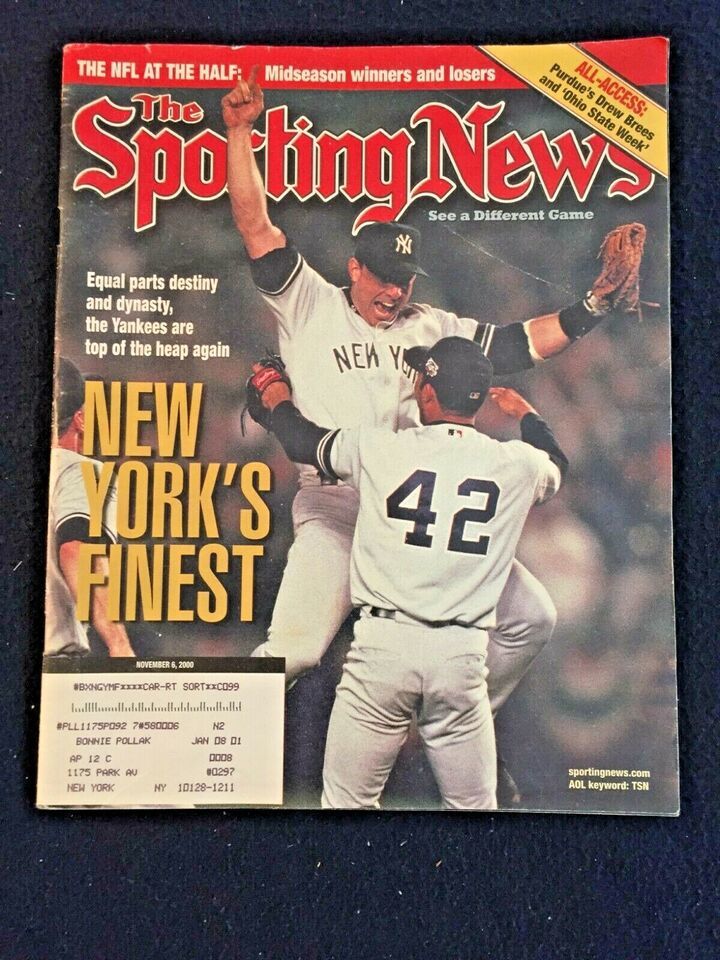 THE NFL AT THE HALF: Midseason winners and losers
ALL-ACCESS:
Purdue's Drew Brees
and 'Ohio State Week'
The
Sporting News
See a Different Game
NY
Equal parts destiny
and dynasty,
the Yankees are
top of the heap again
NEW YO
NEW
YORK'S
FINEST
42
NOVEMBER 6, 2000
#BXNGYMF****CAR-RT SORT**C099
#PLL1175P092 7#580006 N2
BONNIE POLLAK JAN 08 01
AP 12 C 0008
1175 PARK AV #0297
NEW YORK NY 10128-1211
sportingnews.com
AOL keyword: TSN